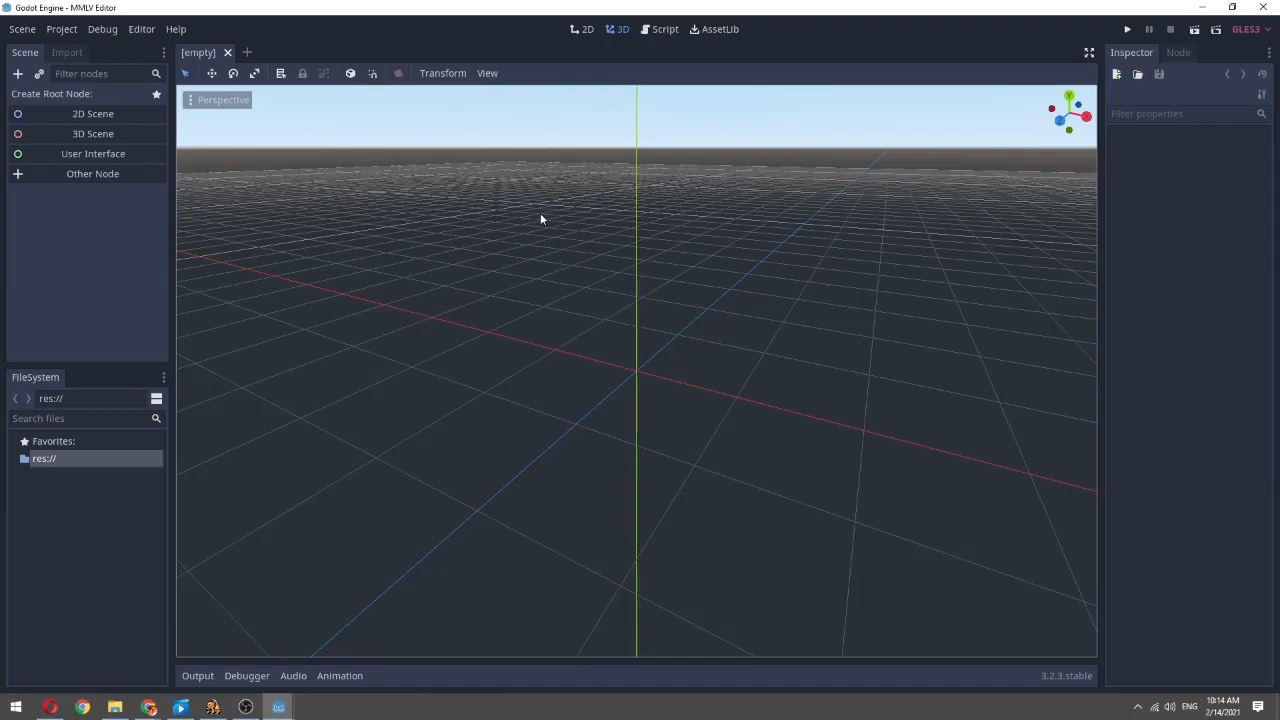 Godot Engine - MMLV Editor
Scene Project Debug Editor Help
2D 3D Script AssetLib
GLES3
Scene Import
[empty]
Inspector Node
Filter nodes
Transform View
Create Root Node:
Perspective
Y
Z
Filter properties
2D Scene
3D Scene
User Interface
Other Node
FileSystem
res://
Search files
Favorites:
res://
Output Debugger Audio Animation
3.2.3.stable
ENG
10:14 AM
2/14/2021